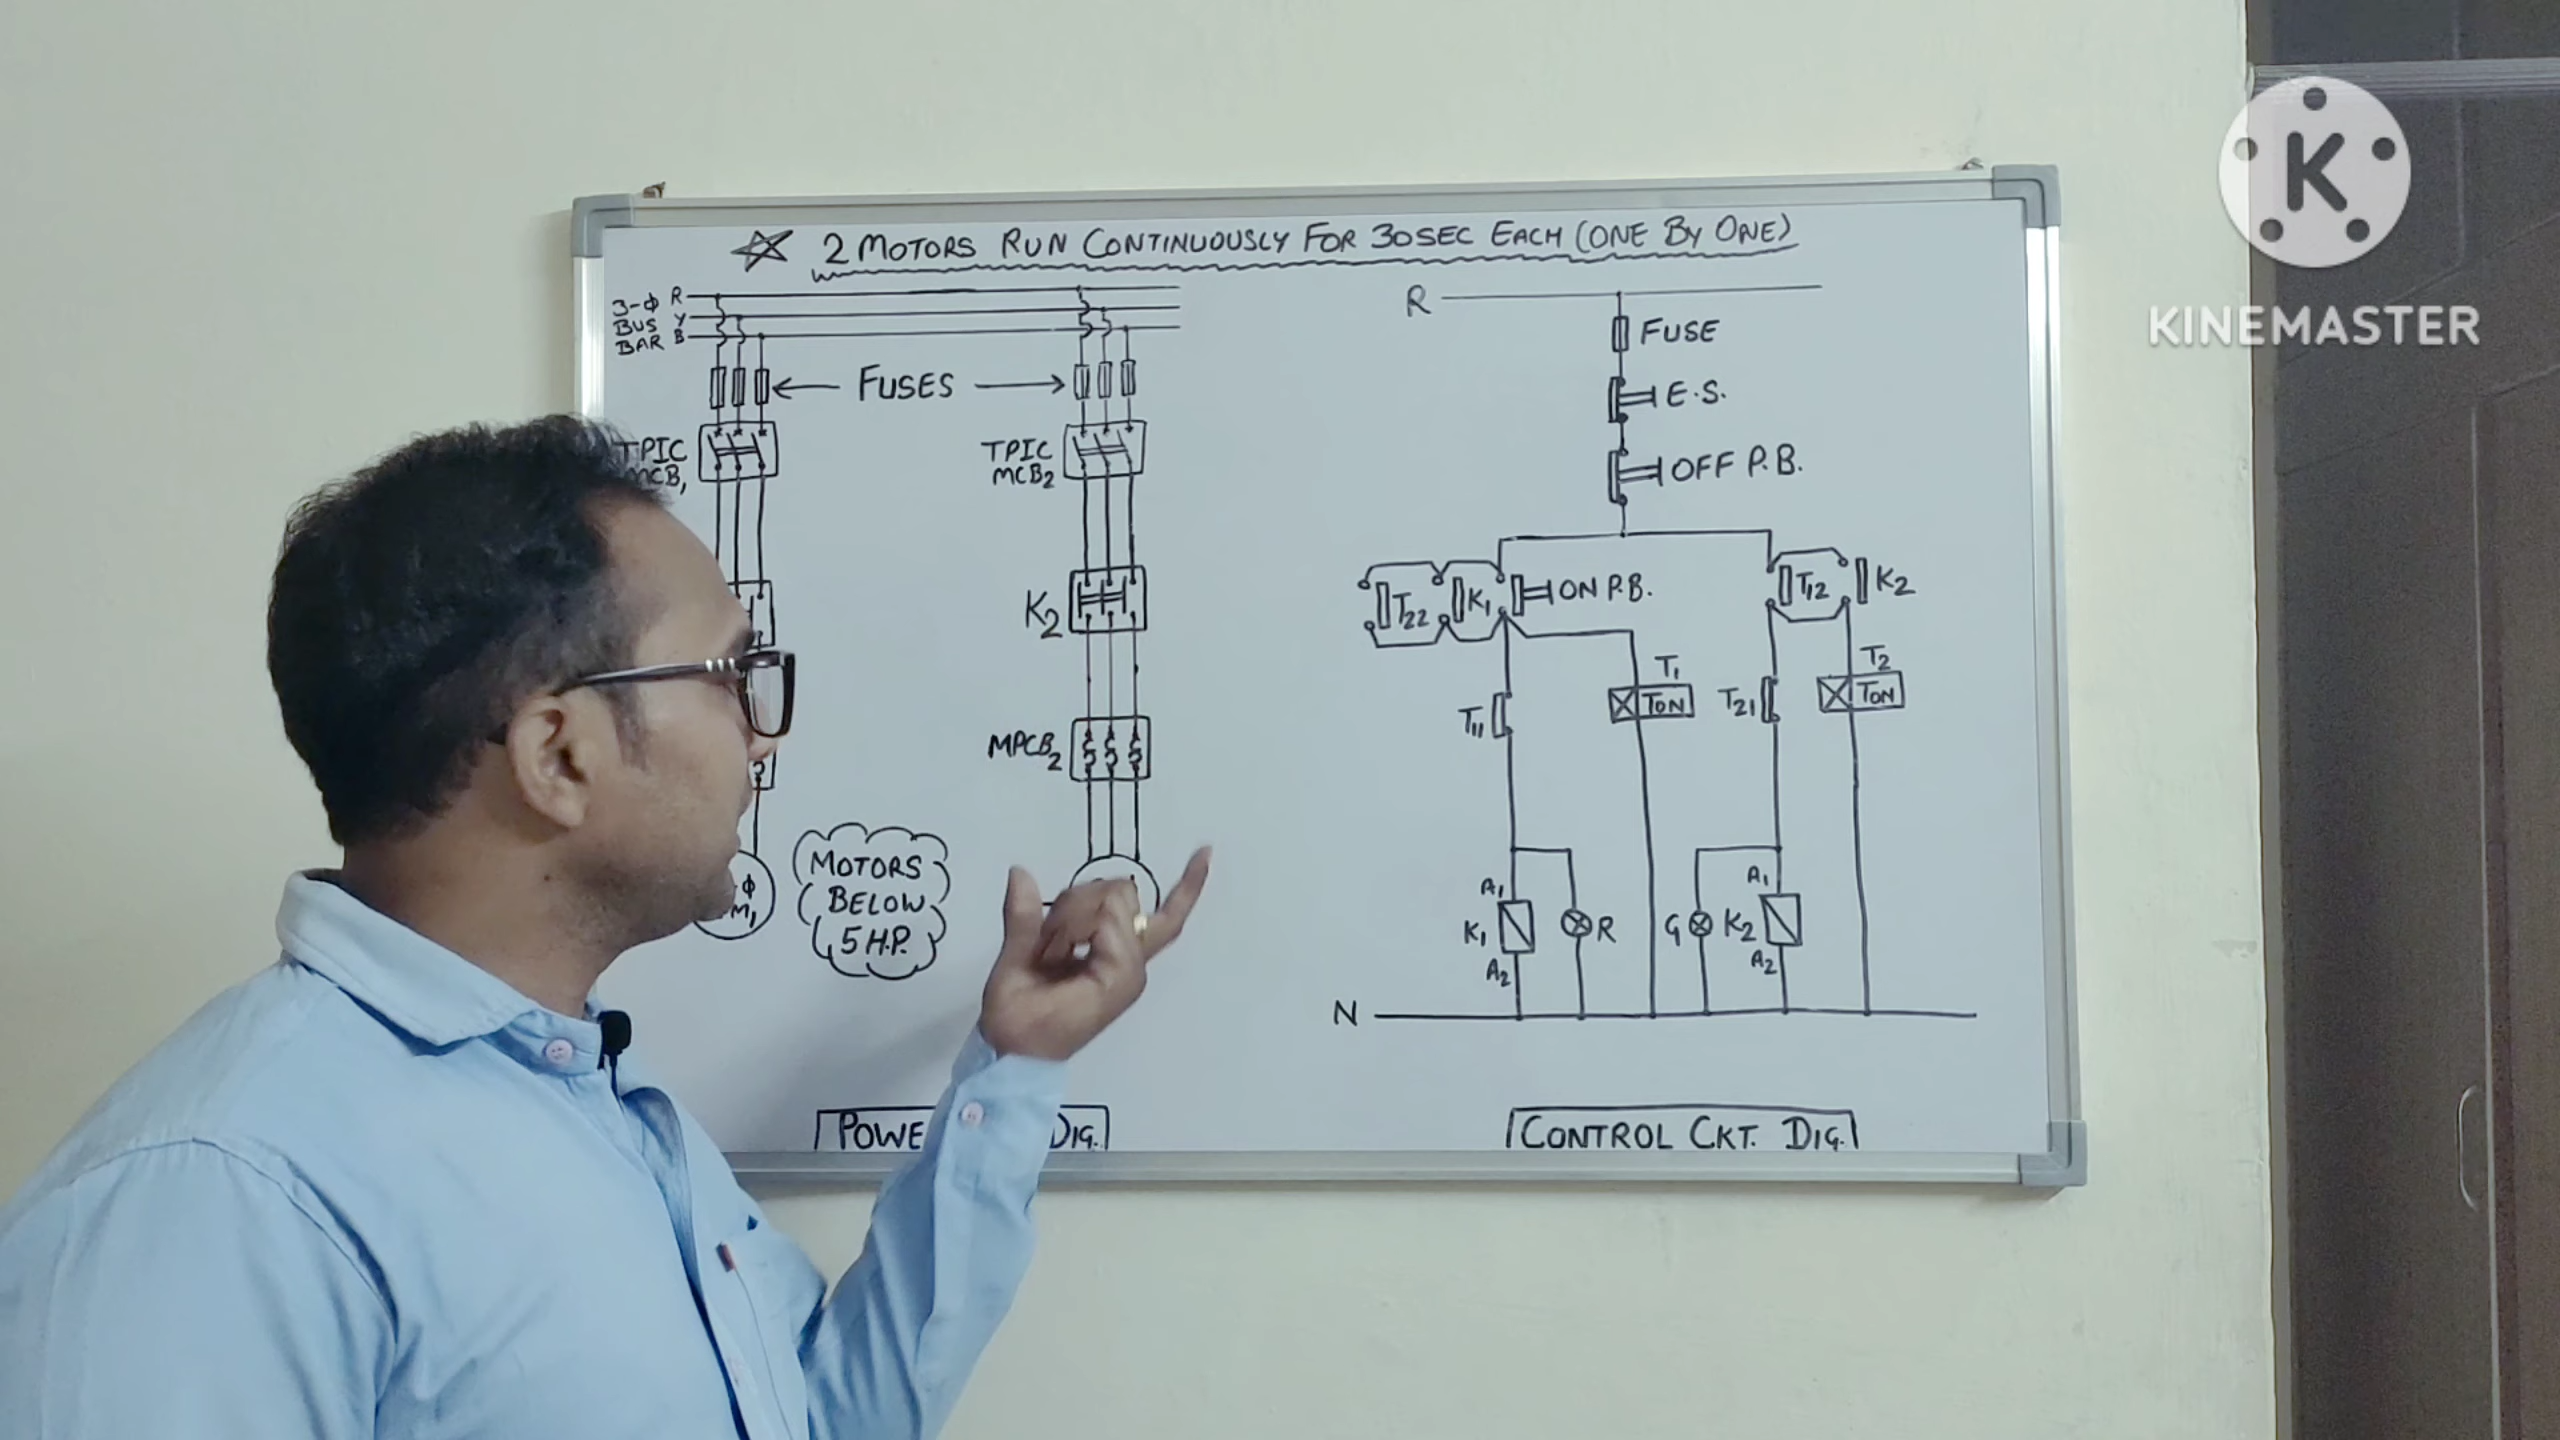 2 MOTORS RUN CONTINUOUSLY FOR 30SEC EACH (ONE BY ONE)
3-Φ R
BUS Y
BAR B
FUSES
TPIC
MCB1
TPIC
MCB2
K2
MPCB2
MOTORS
BELOW
5 H.P.
Φ
M1
DIG.
R
FUSE
E.S.
OFF P.B.
T22
K1
ON P.B.
T12
K2
T11
T1
TON
T21
T2
TON
A1
K1
A2
R
G
K2
A1
A2
N
CONTROL CKT. DIG.
K
KINEMASTER